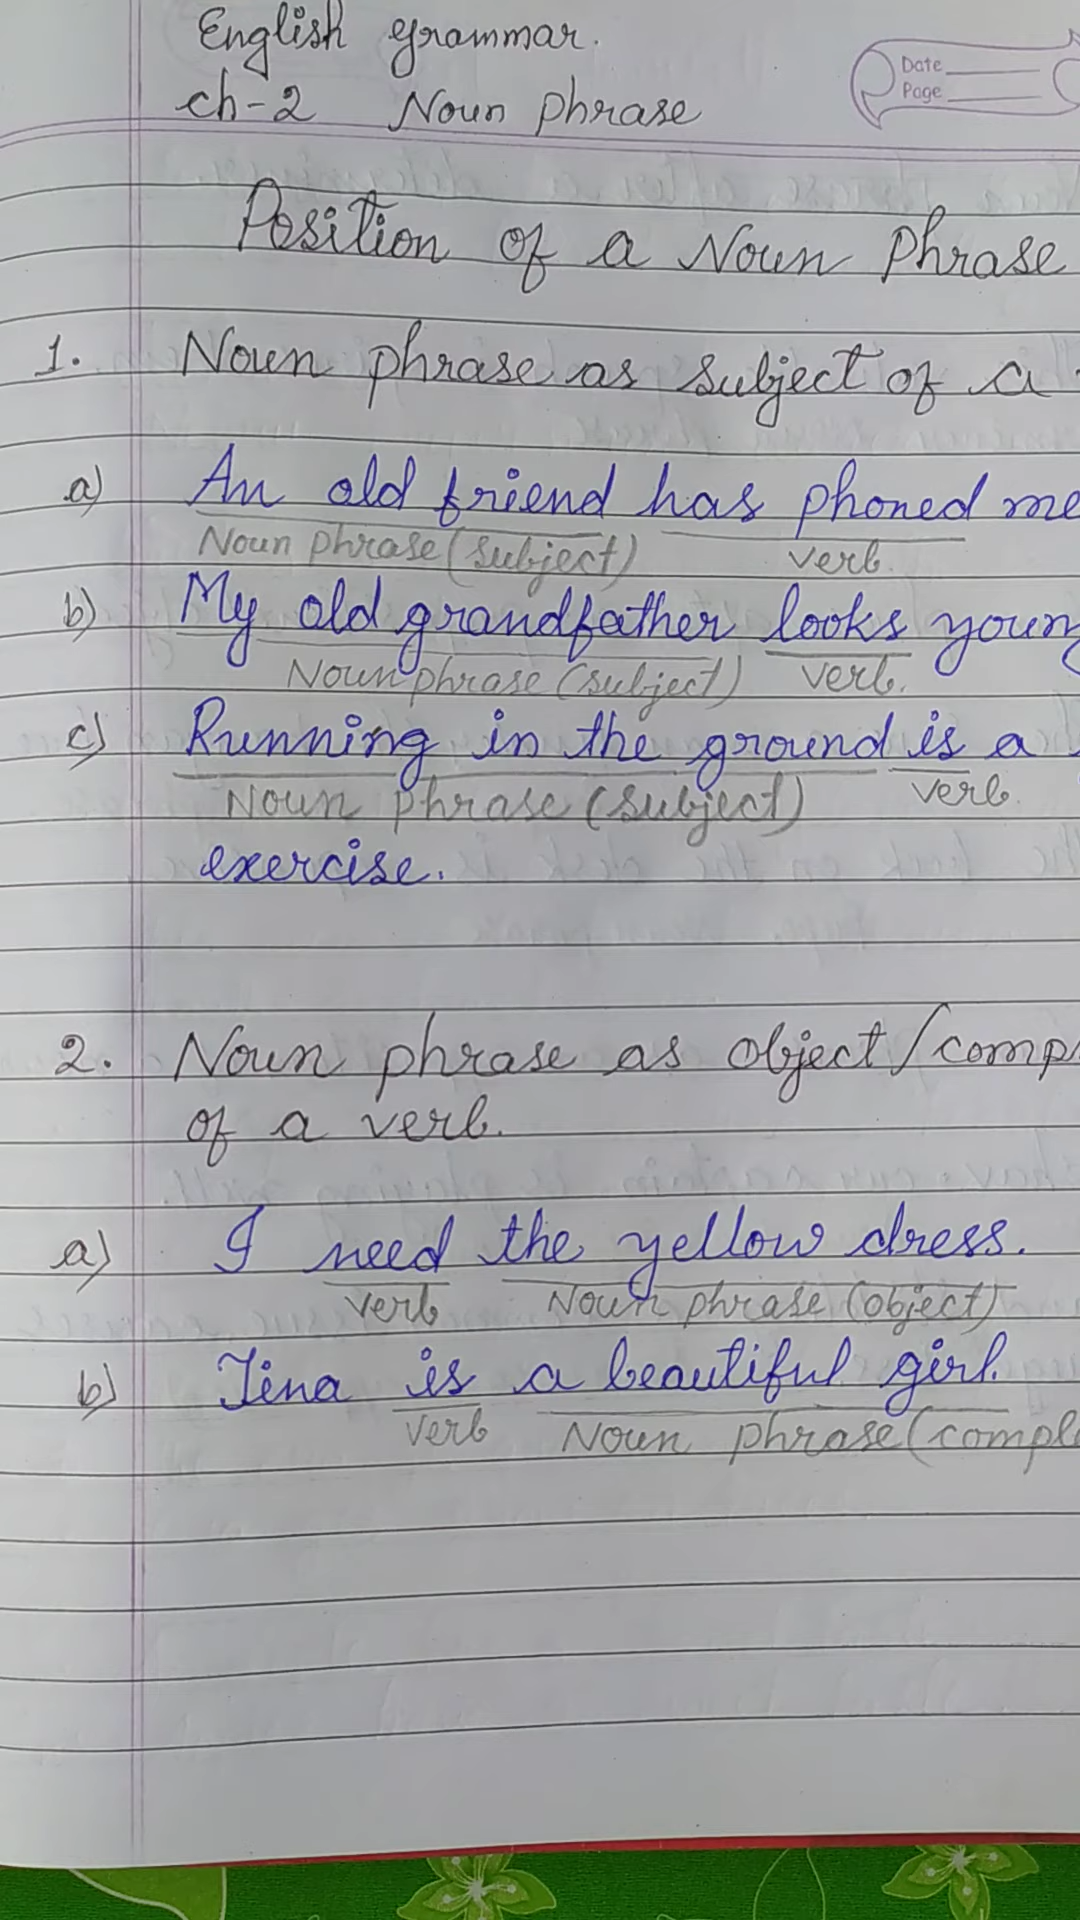 English grammar.
Date
ch-2 Noun phrase
Page
Position of a Noun Phrase
1. Noun phrase as subject of a
a) An old friend has phoned me
Noun phrase (subject) verb.
b) My old grandfather looks young
Noun phrase (subject) verb.
c) Running in the ground is a
Noun phrase (subject) verb.
exercise.
2. Noun phrase as object/comp
of a verb.
a) I need the yellow dress.
verb Noun phrase (object)
b) Tina is a beautiful girl.
verb Noun phrase (comple